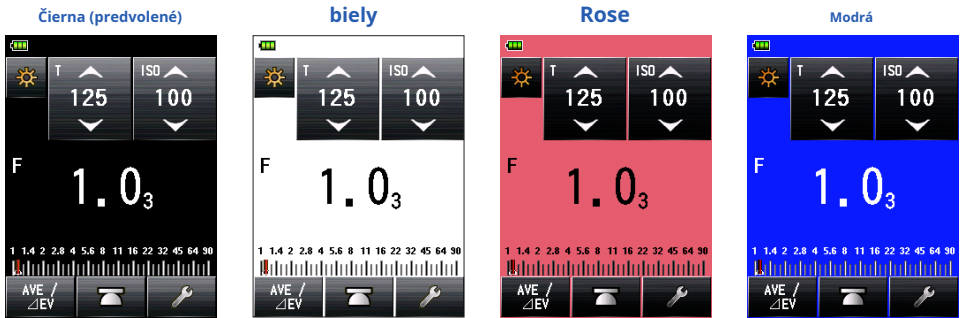 Čierna (predvolené)
T
ISO
125
100
F
1.0₃
1 1.4 2 2.8 4 5.6 8 11 16 22 32 45 64 90
AVE /
⊿EV
biely
T
ISO
125
100
F
1.0₃
1 1.4 2 2.8 4 5.6 8 11 16 22 32 45 64 90
AVE /
⊿EV
Rose
T
ISO
125
100
F
1.0₃
1 1.4 2 2.8 4 5.6 8 11 16 22 32 45 64 90
AVE /
⊿EV
Modrá
T
ISO
125
100
F
1.0₃
1 1.4 2 2.8 4 5.6 8 11 16 22 32 45 64 90
AVE /
⊿EV